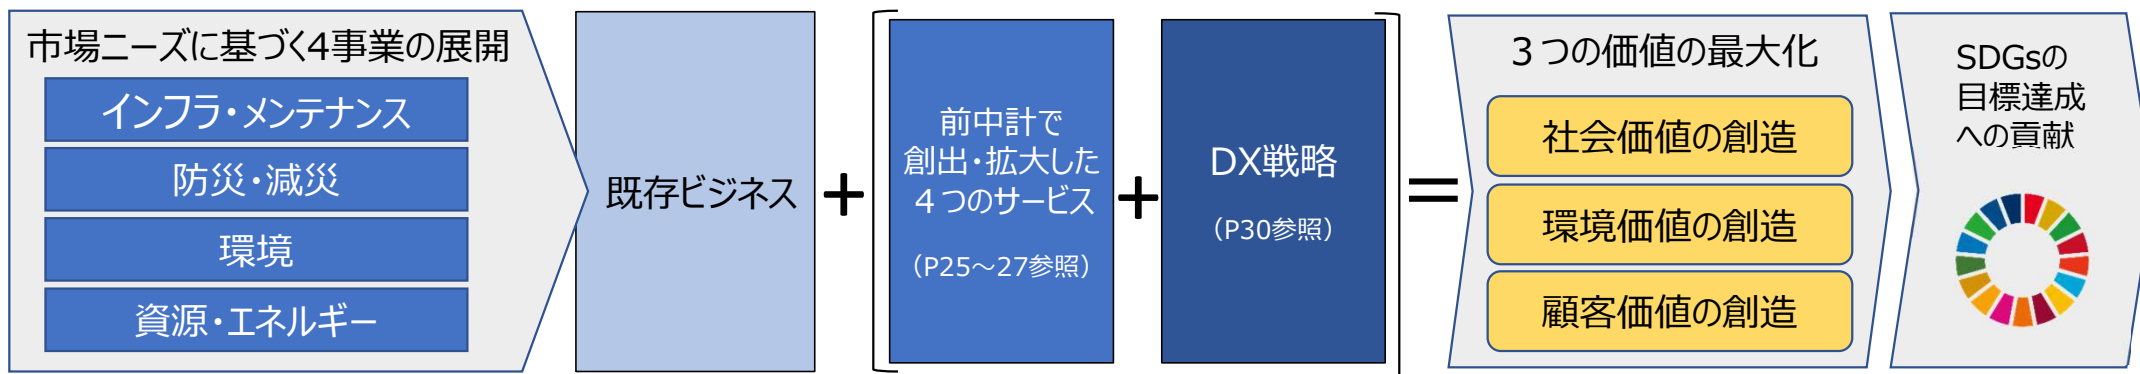 市場ニーズに基づく4事業の展開
インフラ・メンテナンス
防災・減災
環境
資源・エネルギー
既存ビジネス
+
前中計で
創出・拡大した
４つのサービス
（P25～27参照）
+
DX戦略
（P30参照）
=
３つの価値の最大化
社会価値の創造
環境価値の創造
顧客価値の創造
SDGsの
目標達成
への貢献